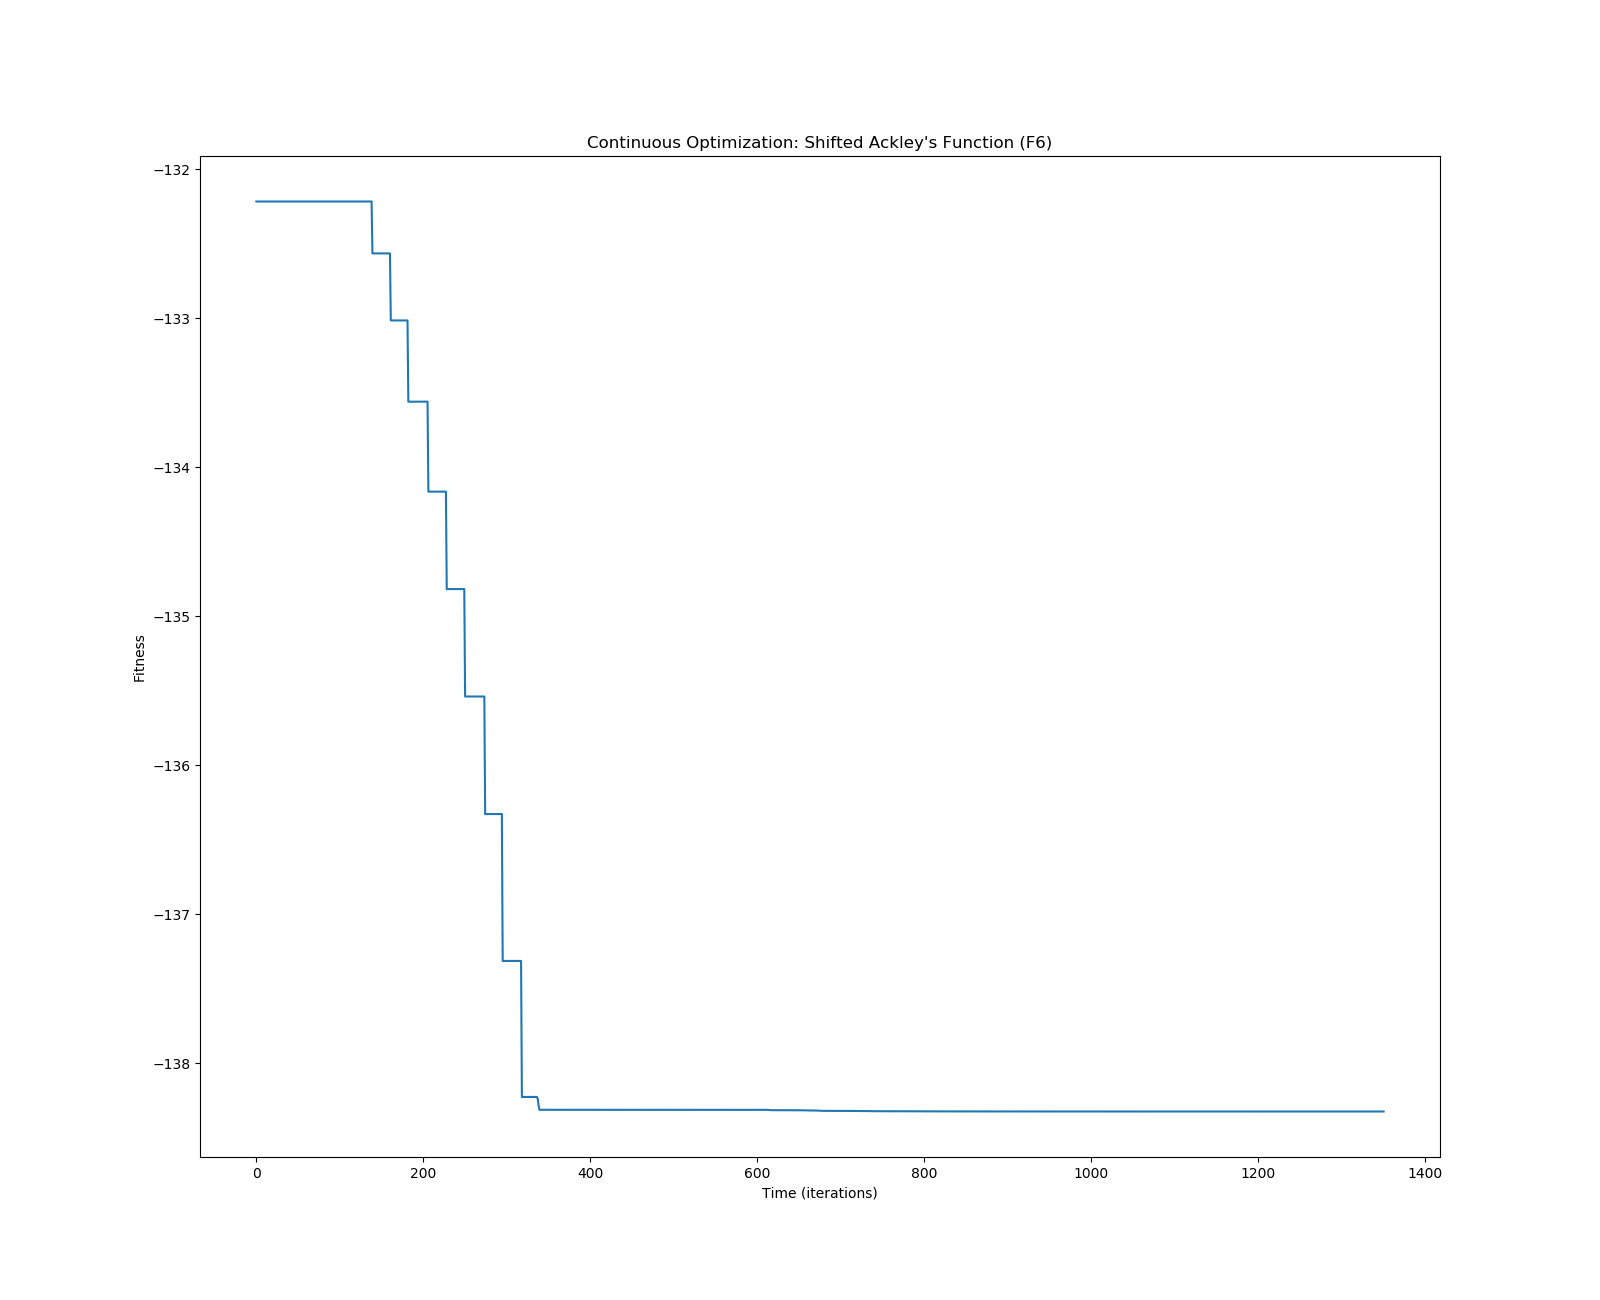 Continuous Optimization: Shifted Ackley's Function (F6)
−132
−133
−134
−135
−136
−137
−138
Fitness
0 200 400 600 800 1000 1200 1400
Time (iterations)